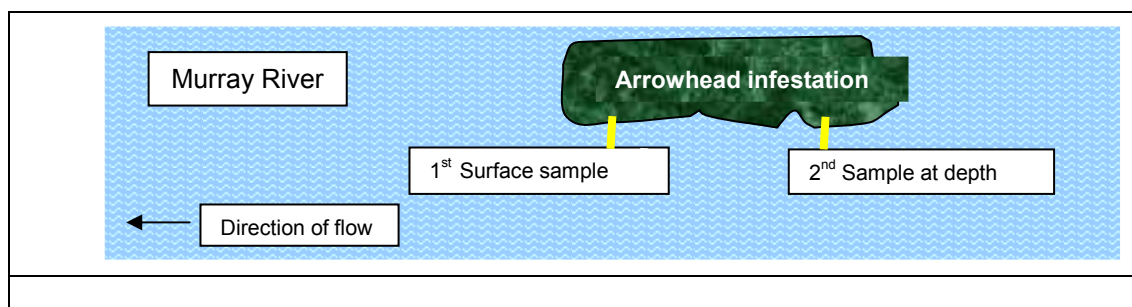 Murray River
Arrowhead infestation
1st Surface sample
2nd Sample at depth
Direction of flow